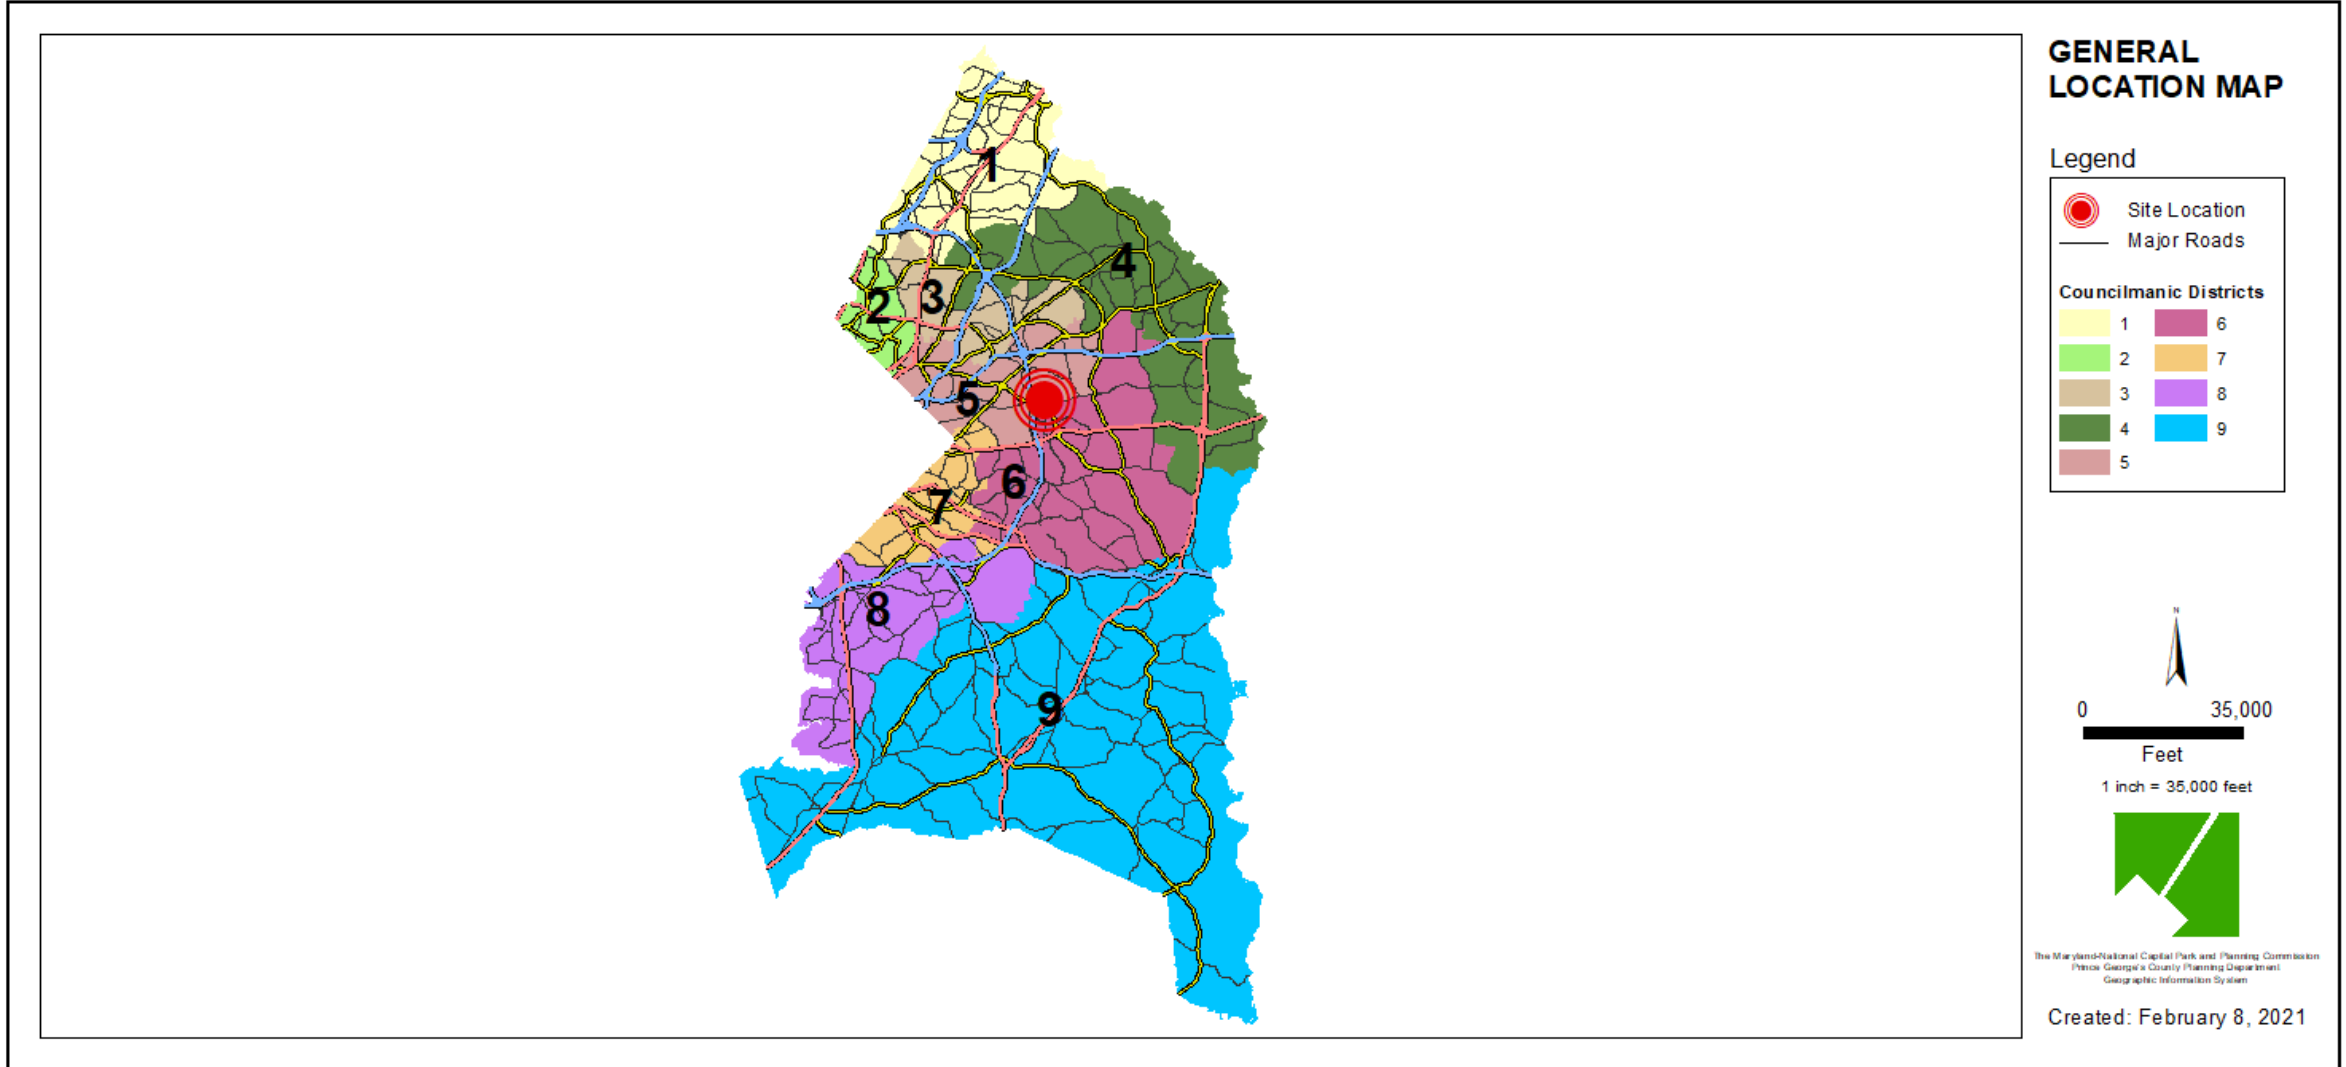 GENERAL
LOCATION MAP
Legend
Site Location
Major Roads
Councilmanic Districts
1 6
2 7
3 8
4 9
5
1
4
2
3
5
6
7
8
9
N
0 35,000
Feet
1 inch = 35,000 feet
The Maryland-National Capital Park and Planning Commission
Prince George's County Planning Department
Geographic Information System
Created: February 8, 2021